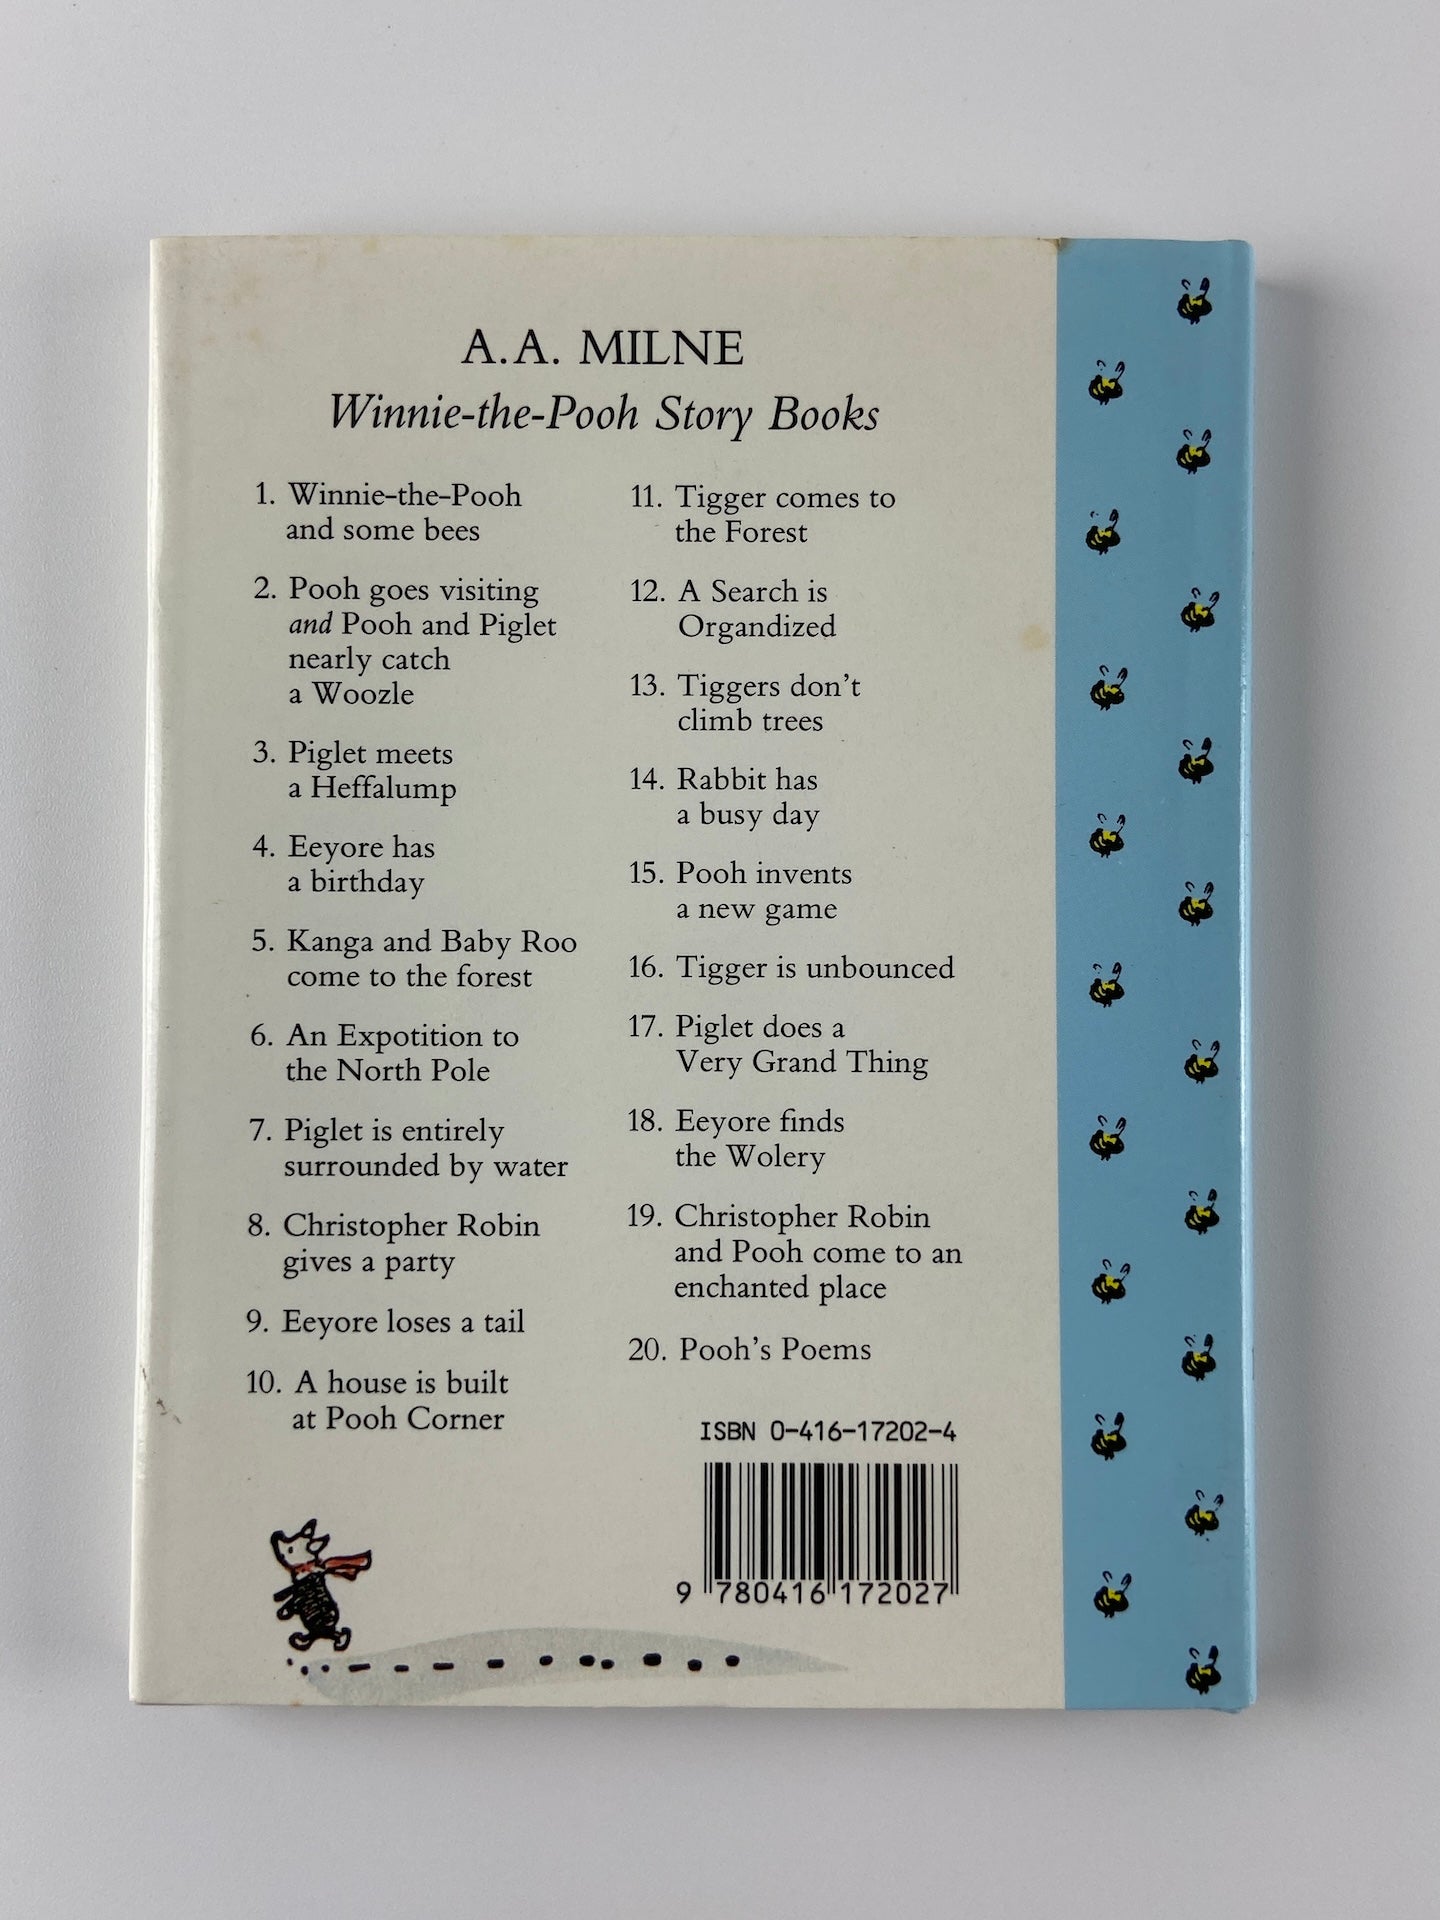 A.A. MILNE
Winnie-the-Pooh Story Books
1. Winnie-the-Pooh
and some bees
2. Pooh goes visiting
and Pooh and Piglet
nearly catch
a Woozle
3. Piglet meets
a Heffalump
4. Eeyore has
a birthday
5. Kanga and Baby Roo
come to the forest
6. An Expotition to
the North Pole
7. Piglet is entirely
surrounded by water
8. Christopher Robin
gives a party
9. Eeyore loses a tail
10. A house is built
at Pooh Corner
11. Tigger comes to
the Forest
12. A Search is
Organdized
13. Tiggers don't
climb trees
14. Rabbit has
a busy day
15. Pooh invents
a new game
16. Tigger is unbounced
17. Piglet does a
Very Grand Thing
18. Eeyore finds
the Wolery
19. Christopher Robin
and Pooh come to an
enchanted place
20. Pooh's Poems
ISBN 0-416-17202-4
9 780416 172027